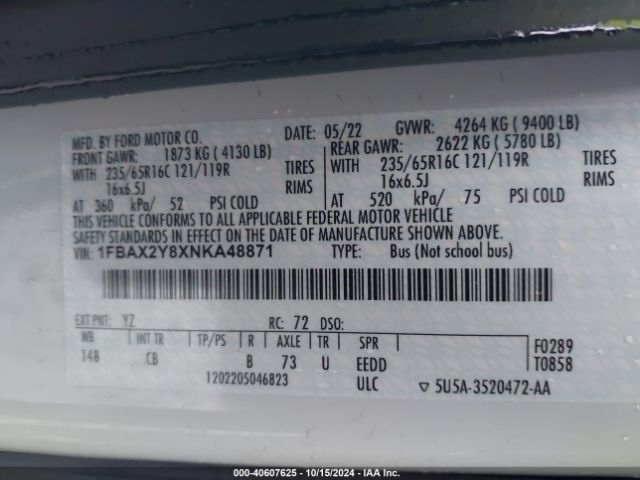 MFD. BY FORD MOTOR CO.
DATE: 05/22 GVWR: 4264 KG ( 9400 LB)
FRONT GAWR: 1873 KG ( 4130 LB)
REAR GAWR: 2622 KG ( 5780 LB)
WITH 235/65R16C 121/119R TIRES
WITH 235/65R16C 121/119R TIRES
16x6.5J RIMS
16x6.5J RIMS
AT 360 kPa/ 52 PSI COLD
AT 520 kPa/ 75 PSI COLD
THIS VEHICLE CONFORMS TO ALL APPLICABLE FEDERAL MOTOR VEHICLE
SAFETY STANDARDS IN EFFECT ON THE DATE OF MANUFACTURE SHOWN ABOVE.
VIN: 1FBAX2Y8XNKA48871 TYPE: Bus (Not school bus)
EXT PNT: YZ RC: 72 DSO:
WB INT TR TP/PS R AXLE TR SPR F0289
148 CB B 73 U EEDD T0858
1202205046823 ULC ▽ 5U5A-3520472-AA
000-40607625 - 10/15/2024 - IAA Inc.